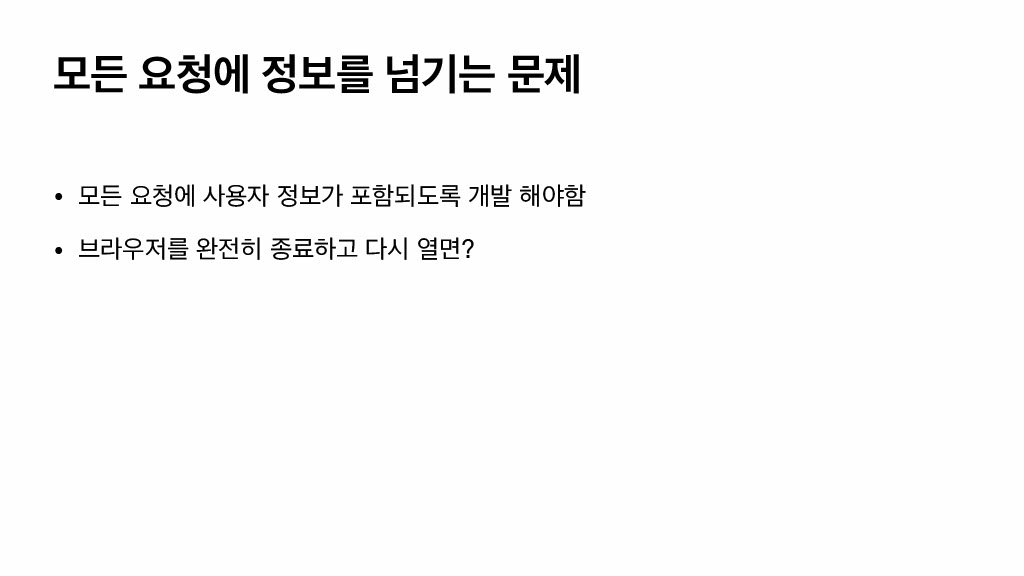 모든 요청에 정보를 넘기는 문제
• 모든 요청에 사용자 정보가 포함되도록 개발 해야함
• 브라우저를 완전히 종료하고 다시 열면?